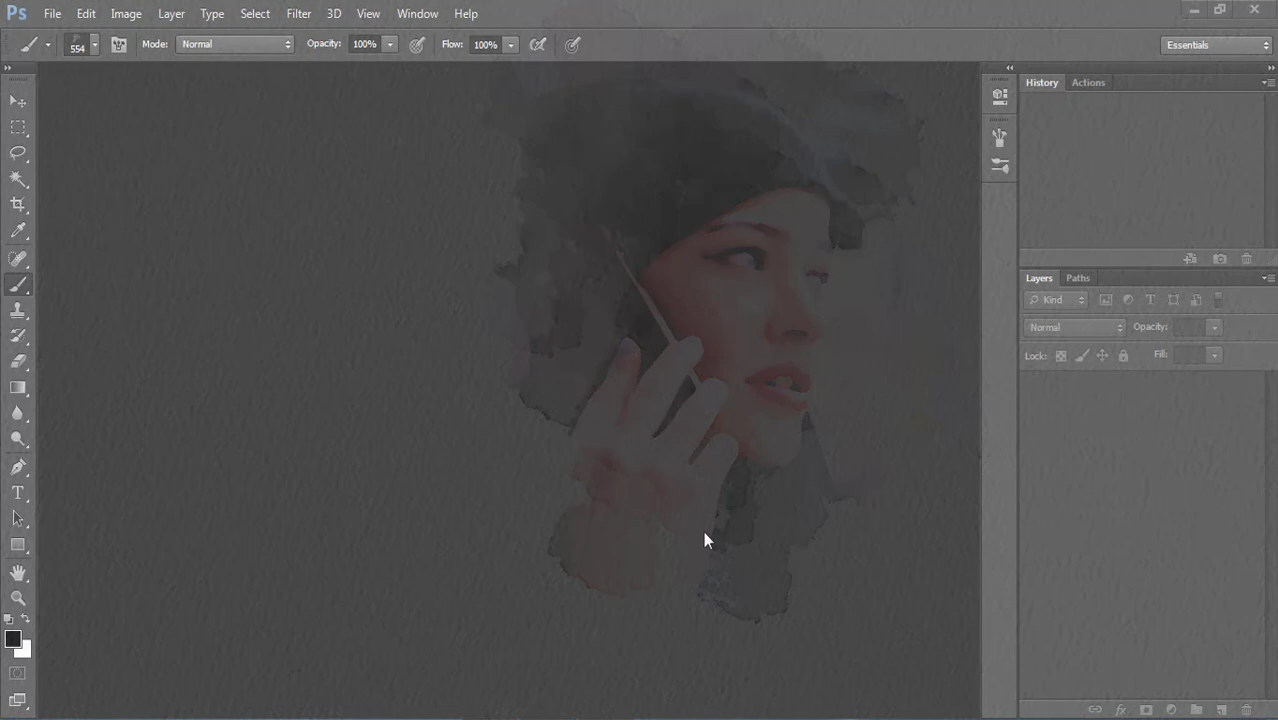 Ps File Edit Image Layer Type Select Filter 3D View Window Help
554 Mode: Normal Opacity: 100% Flow: 100% Essentials
History Actions
Layers Paths
Kind
Normal Opacity:
Lock: Fill: